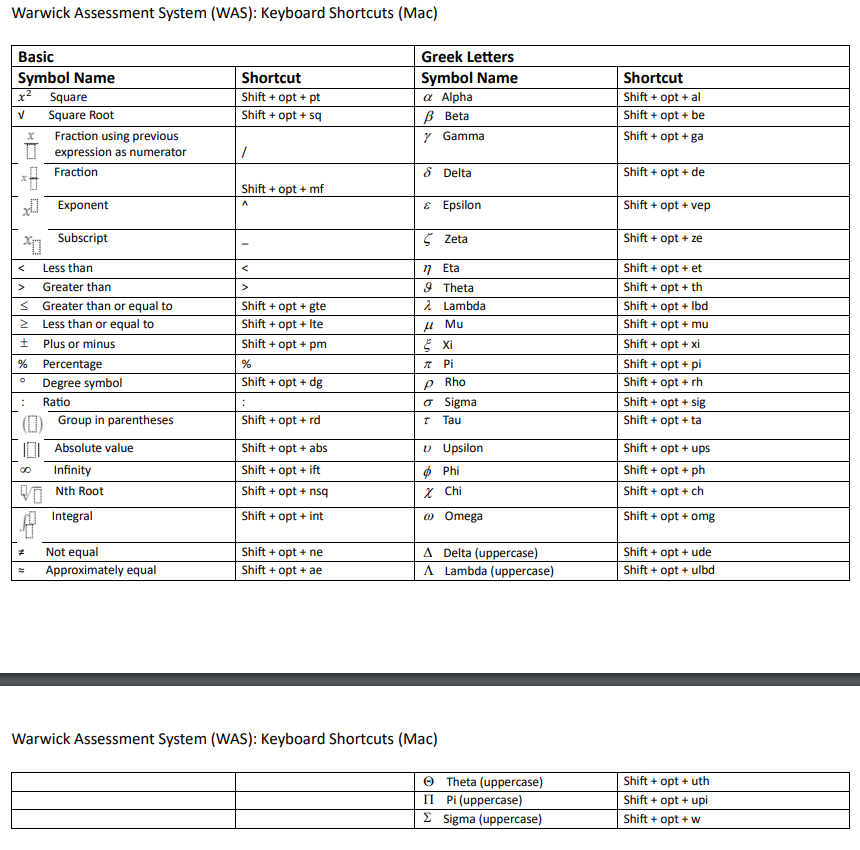 Warwick Assessment System (WAS): Keyboard Shortcuts (Mac)
Basic Greek Letters
Symbol Name Shortcut Symbol Name Shortcut
x² Square Shift + opt + pt α Alpha Shift + opt + al
√ Square Root Shift + opt + sq β Beta Shift + opt + be
x Fraction using previous expression as numerator / γ Gamma Shift + opt + ga
x Fraction Shift + opt + mf δ Delta Shift + opt + de
x Exponent ^ ε Epsilon Shift + opt + vep
x Subscript _ ζ Zeta Shift + opt + ze
< Less than < η Eta Shift + opt + et
> Greater than > ϑ Theta Shift + opt + th
≤ Greater than or equal to Shift + opt + gte λ Lambda Shift + opt + lbd
≥ Less than or equal to Shift + opt + lte μ Mu Shift + opt + mu
± Plus or minus Shift + opt + pm ξ Xi Shift + opt + xi
% Percentage % π Pi Shift + opt + pi
° Degree symbol Shift + opt + dg ρ Rho Shift + opt + rh
: Ratio : σ Sigma Shift + opt + sig
() Group in parentheses Shift + opt + rd τ Tau Shift + opt + ta
|| Absolute value Shift + opt + abs υ Upsilon Shift + opt + ups
∞ Infinity Shift + opt + ift ϕ Phi Shift + opt + ph
√ Nth Root Shift + opt + nsq χ Chi Shift + opt + ch
∫ Integral Shift + opt + int ω Omega Shift + opt + omg
≠ Not equal Shift + opt + ne Δ Delta (uppercase) Shift + opt + ude
≈ Approximately equal Shift + opt + ae Λ Lambda (uppercase) Shift + opt + ulbd
Warwick Assessment System (WAS): Keyboard Shortcuts (Mac)
Θ Theta (uppercase) Shift + opt + uth
Π Pi (uppercase) Shift + opt + upi
Σ Sigma (uppercase) Shift + opt + w